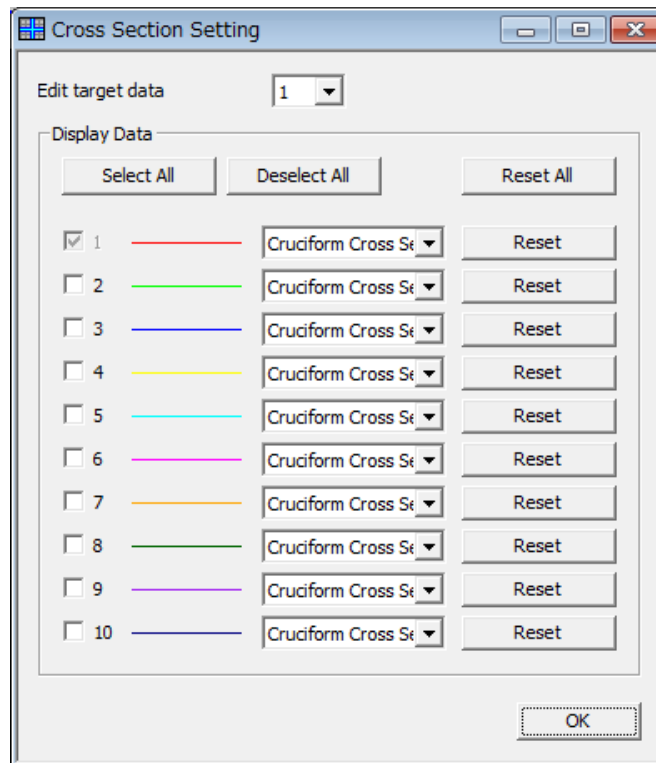 Cross Section Setting
Edit target data 1
Display Data
Select All Deselect All Reset All
1 Cruciform Cross Se Reset
2 Cruciform Cross Se Reset
3 Cruciform Cross Se Reset
4 Cruciform Cross Se Reset
5 Cruciform Cross Se Reset
6 Cruciform Cross Se Reset
7 Cruciform Cross Se Reset
8 Cruciform Cross Se Reset
9 Cruciform Cross Se Reset
10 Cruciform Cross Se Reset
OK